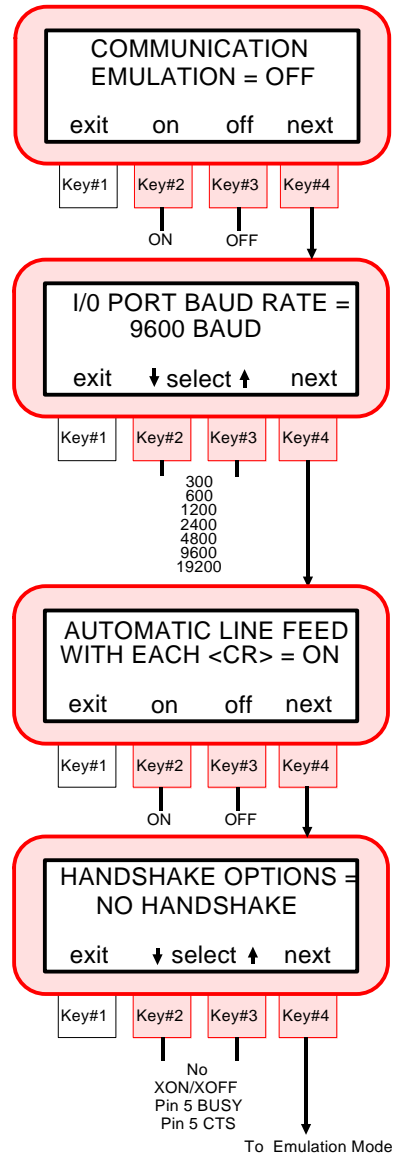 COMMUNICATION
EMULATION = OFF
exit on off next
Key#1 Key#2 Key#3 Key#4
ON OFF
I/0 PORT BAUD RATE =
9600 BAUD
exit select next
Key#1 Key#2 Key#3 Key#4
300
600
1200
2400
4800
9600
19200
AUTOMATIC LINE FEED
WITH EACH <CR> = ON
exit on off next
Key#1 Key#2 Key#3 Key#4
ON OFF
HANDSHAKE OPTIONS =
NO HANDSHAKE
exit select next
Key#1 Key#2 Key#3 Key#4
No
XON/XOFF
Pin 5 BUSY
Pin 5 CTS
To Emulation Mode